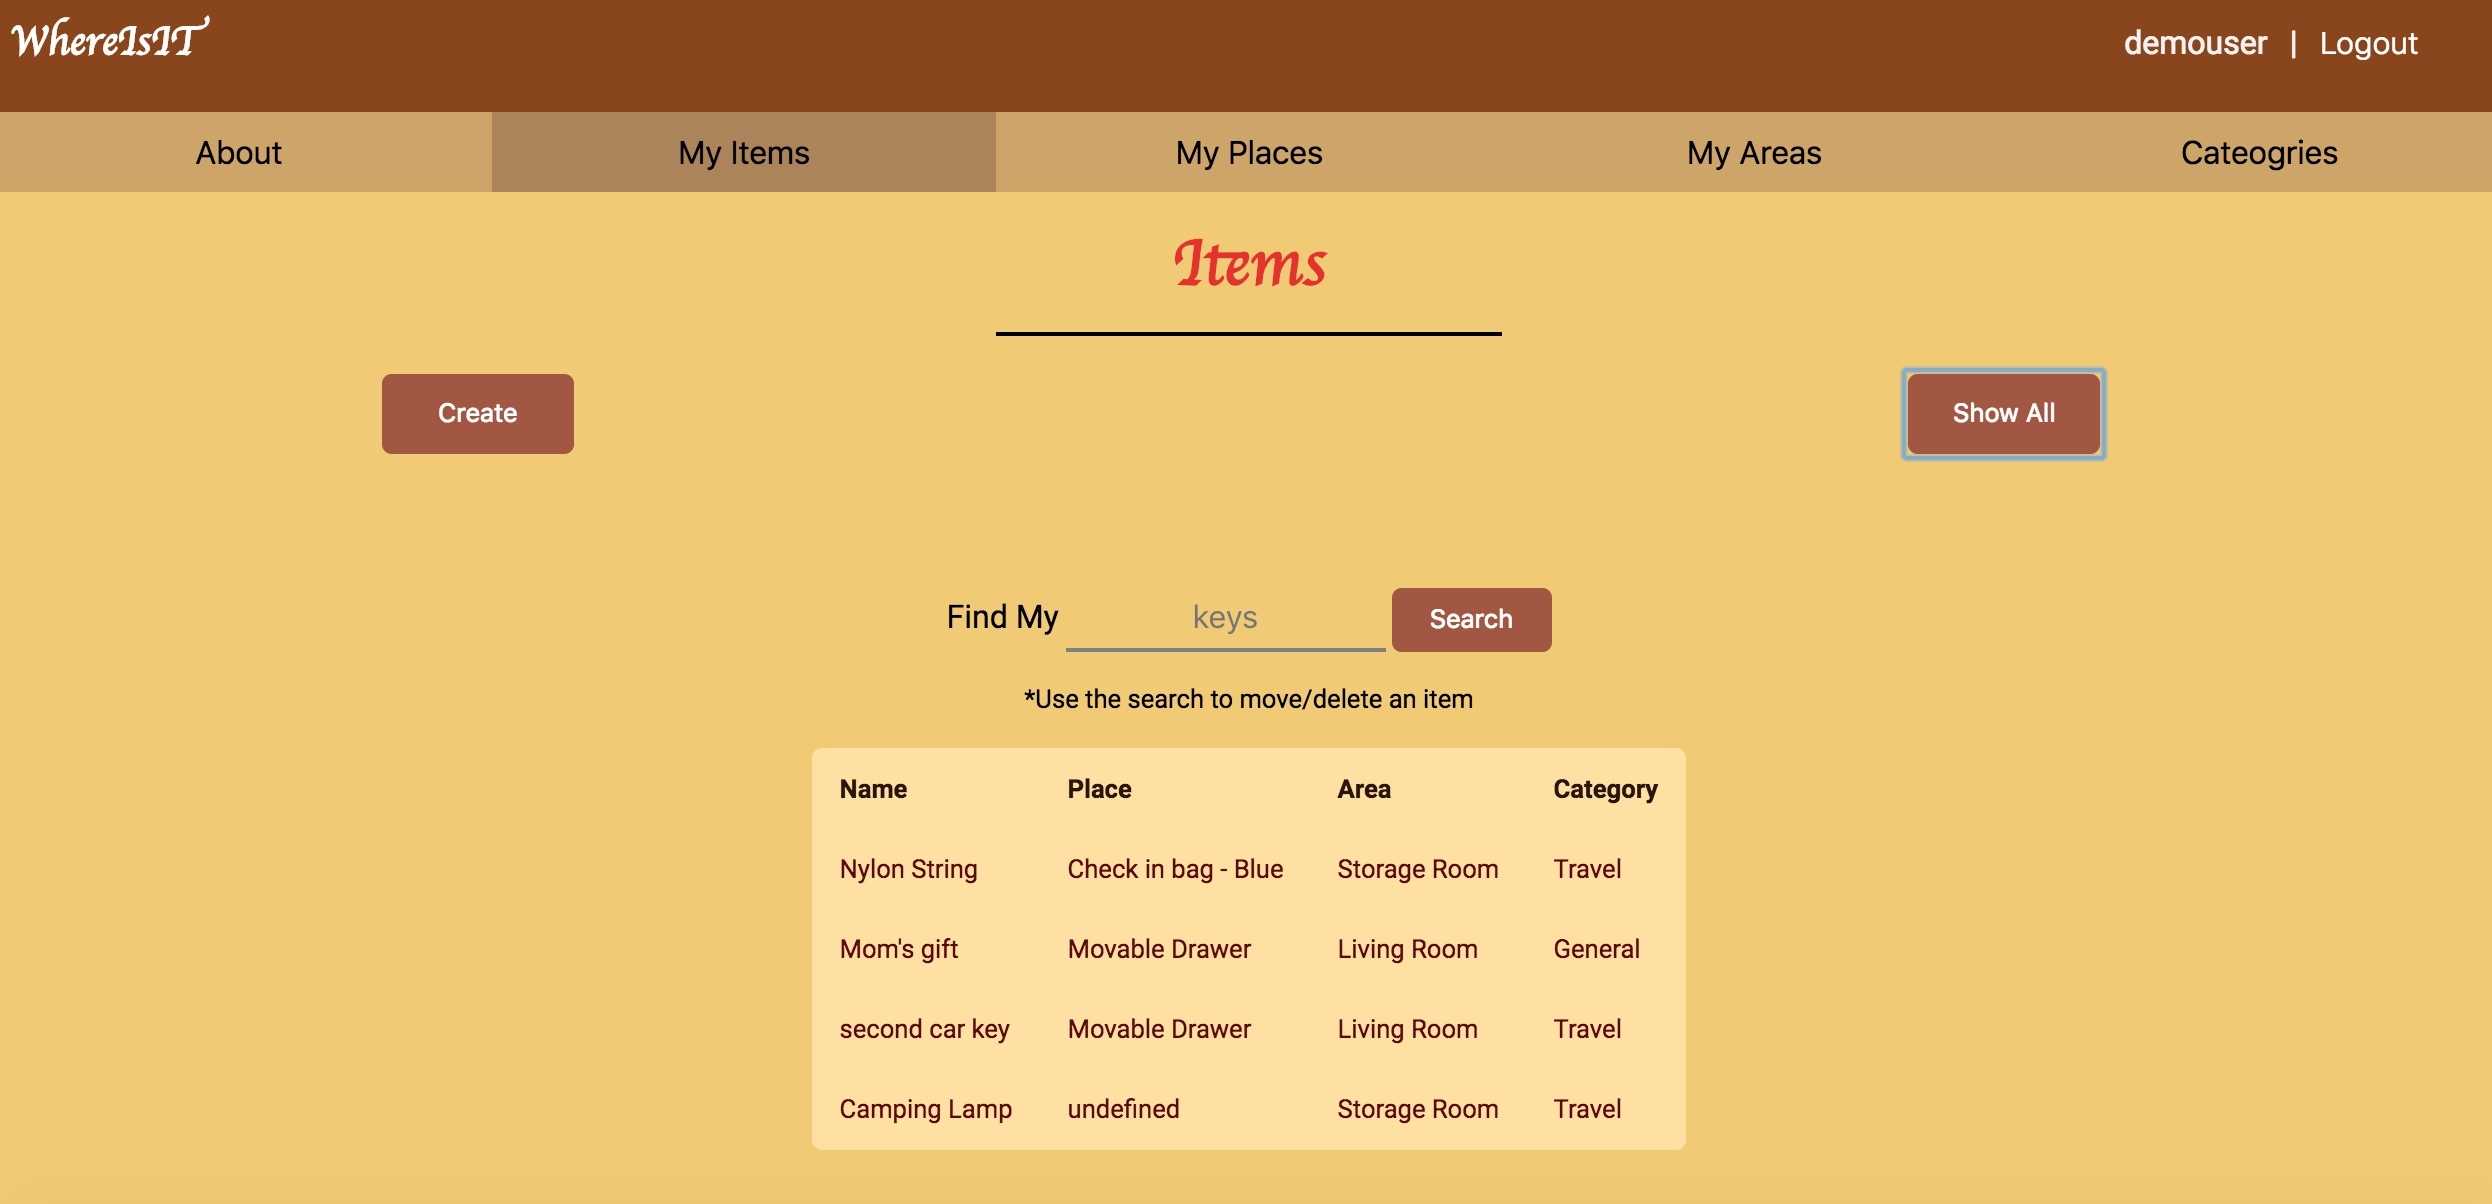 WhereIsIT
demouser | Logout
About My Items My Places My Areas Cateogries
Items
Create Show All
Find My keys Search
*Use the search to move/delete an item
Name Place Area Category
Nylon String Check in bag - Blue Storage Room Travel
Mom's gift Movable Drawer Living Room General
second car key Movable Drawer Living Room Travel
Camping Lamp undefined Storage Room Travel